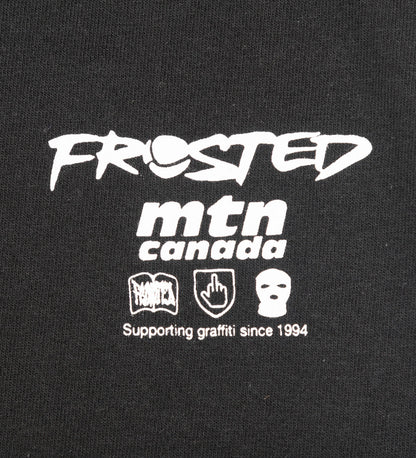 FROSTED
mtn
canada
Supporting graffiti since 1994